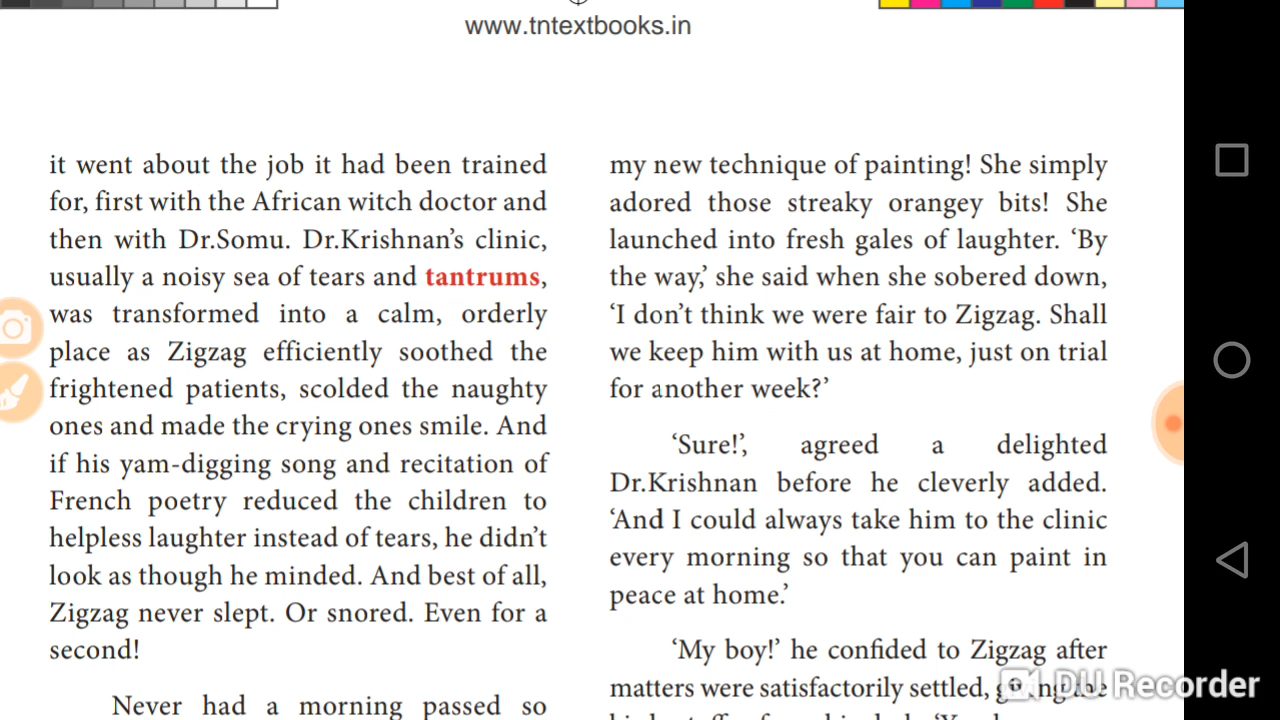 www.tntextbooks.in
it went about the job it had been trained
for, first with the African witch doctor and
then with Dr.Somu. Dr.Krishnan’s clinic,
usually a noisy sea of tears and tantrums,
was transformed into a calm, orderly
place as Zigzag efficiently soothed the
frightened patients, scolded the naughty
ones and made the crying ones smile. And
if his yam-digging song and recitation of
French poetry reduced the children to
helpless laughter instead of tears, he didn’t
look as though he minded. And best of all,
Zigzag never slept. Or snored. Even for a
second!
Never had a morning passed so
my new technique of painting! She simply
adored those streaky orangey bits! She
launched into fresh gales of laughter. ‘By
the way,’ she said when she sobered down,
‘I don’t think we were fair to Zigzag. Shall
we keep him with us at home, just on trial
for another week?’
‘Sure!’, agreed a delighted
Dr.Krishnan before he cleverly added.
‘And I could always take him to the clinic
every morning so that you can paint in
peace at home.’
‘My boy!’ he confided to Zigzag after
matters were satisfactorily settled, giving the
DU Recorder